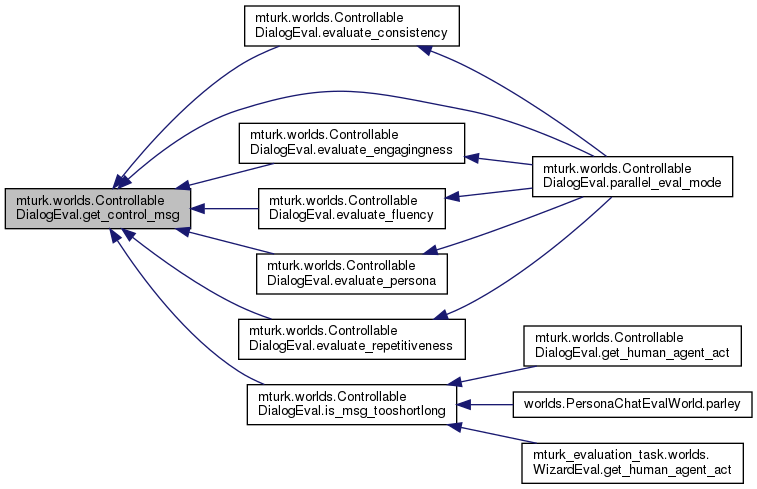 mturk.worlds.Controllable
DialogEval.evaluate_consistency
mturk.worlds.Controllable
DialogEval.evaluate_engagingness
mturk.worlds.Controllable
DialogEval.parallel_eval_mode
mturk.worlds.Controllable
DialogEval.get_control_msg
mturk.worlds.Controllable
DialogEval.evaluate_fluency
mturk.worlds.Controllable
DialogEval.evaluate_persona
mturk.worlds.Controllable
DialogEval.evaluate_repetitiveness
mturk.worlds.Controllable
DialogEval.get_human_agent_act
mturk.worlds.Controllable
DialogEval.is_msg_tooshortlong
worlds.PersonaChatEvalWorld.parley
mturk_evaluation_task.worlds.
WizardEval.get_human_agent_act